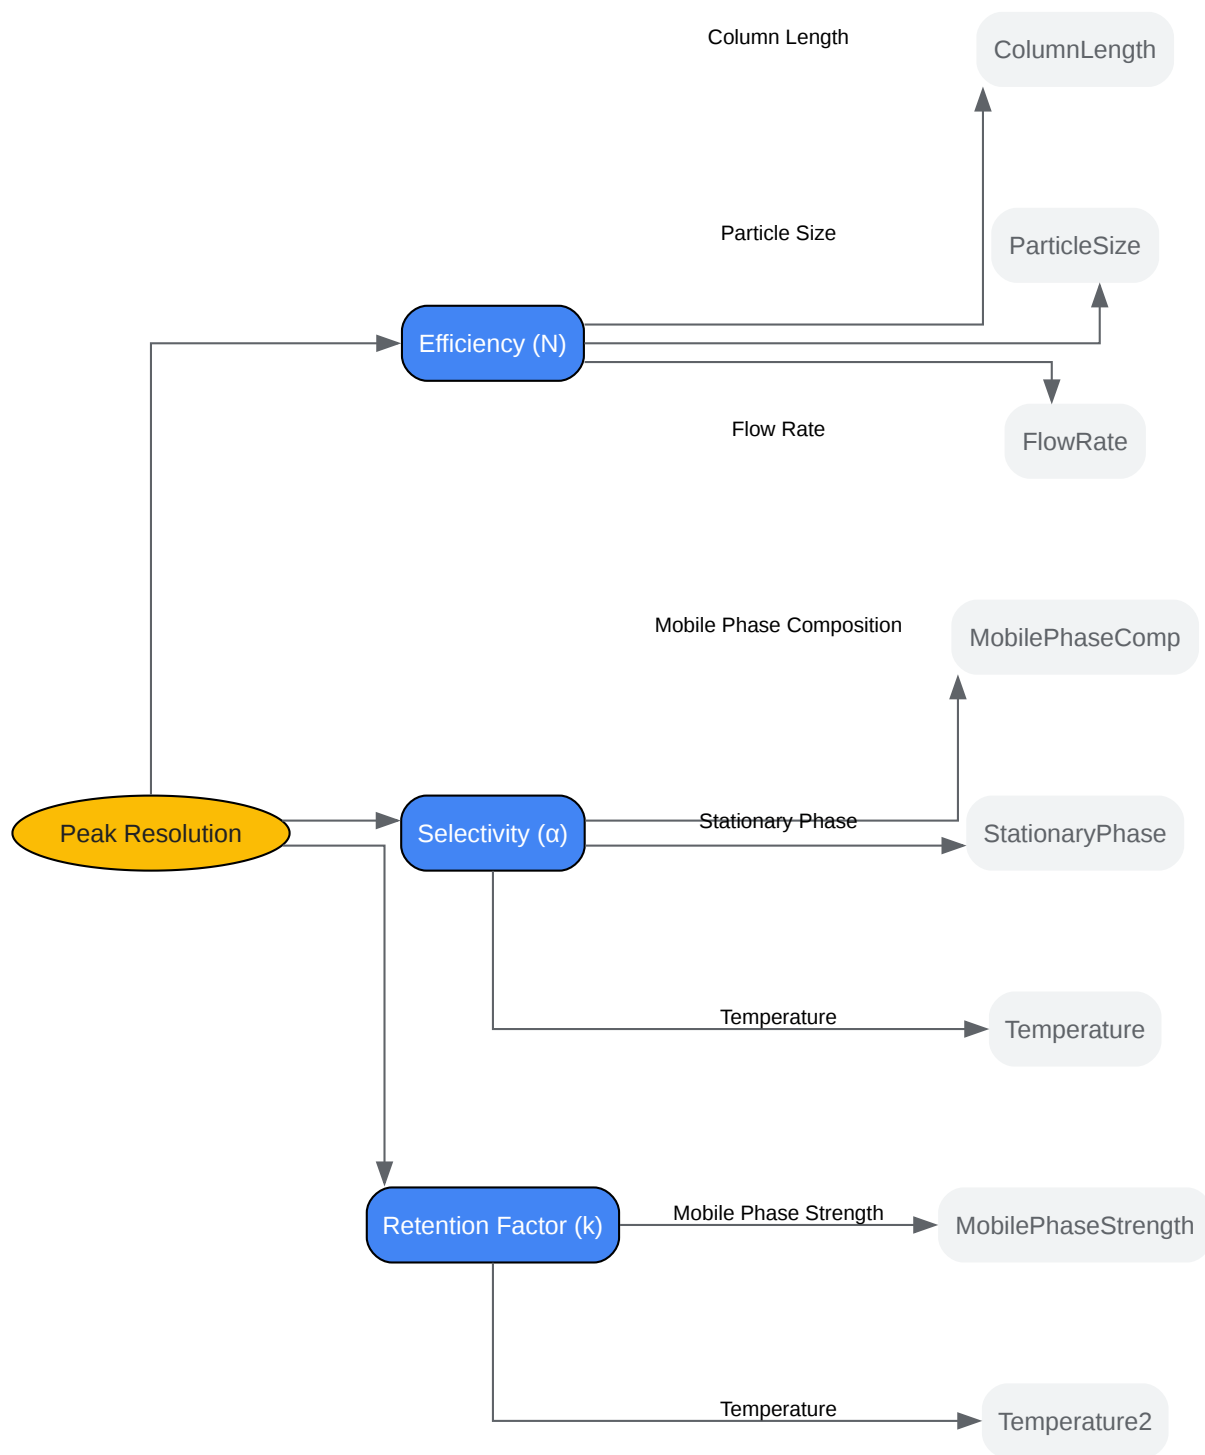 Column Length
ColumnLength
Particle Size
ParticleSize
Efficiency (N)
Flow Rate
FlowRate
Mobile Phase Composition
MobilePhaseComp
Peak Resolution
Selectivity (α)
Stationary Phase
StationaryPhase
Temperature
Temperature
Retention Factor (k)
Mobile Phase Strength
MobilePhaseStrength
Temperature
Temperature2